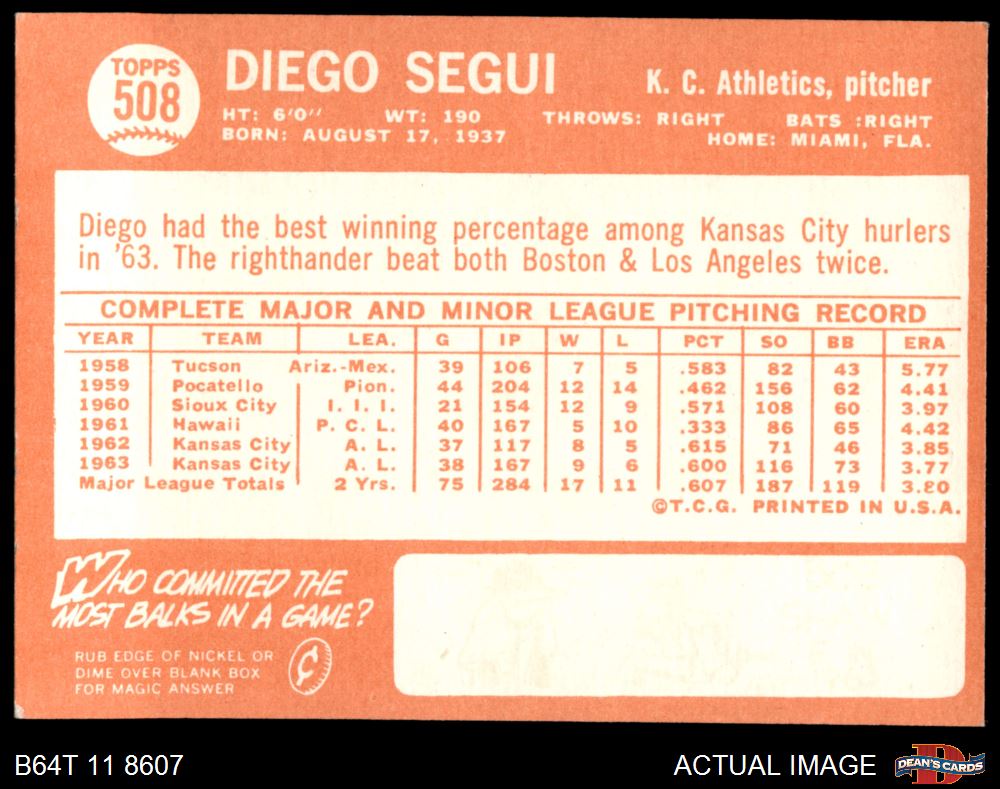 TOPPS
508
DIEGO SEGUI
K. C. Athletics, pitcher
HT: 6'0" WT: 190 THROWS: RIGHT BATS :RIGHT
BORN: AUGUST 17, 1937 HOME: MIAMI, FLA.
Diego had the best winning percentage among Kansas City hurlers
in '63. The righthander beat both Boston & Los Angeles twice.
COMPLETE MAJOR AND MINOR LEAGUE PITCHING RECORD
YEAR TEAM LEA. G IP W L PCT SO BB ERA
1958 Tucson Ariz.-Mex. 39 106 7 5 .583 82 43 5.77
1959 Pocatello Pion. 44 204 12 14 .462 156 62 4.41
1960 Sioux City I. I. I. 21 154 12 9 .571 108 60 3.97
1961 Hawaii P. C. L. 40 167 5 10 .333 86 65 4.42
1962 Kansas City A. L. 37 117 8 5 .615 71 46 3.85
1963 Kansas City A. L. 38 167 9 6 .600 116 73 3.77
Major League Totals 2 Yrs. 75 284 17 11 .607 187 119 3.80
©T.C.G. PRINTED IN U.S.A.
WHO COMMITTED THE
MOST BALKS IN A GAME?
RUB EDGE OF NICKEL OR
DIME OVER BLANK BOX
FOR MAGIC ANSWER
¢
B64T 11 8607
ACTUAL IMAGE
D
DEAN'S CARDS